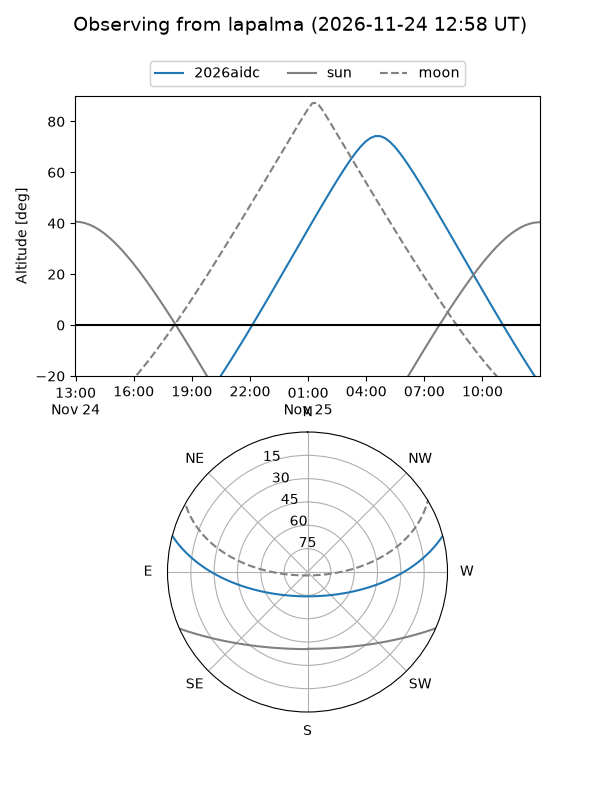 Observing from lapalma (2026-11-24 12:58 UT)
2026aidc sun moon
Altitude [deg]
80
60
40
20
0
−20
13:00 16:00 19:00 22:00 01:00 04:00 07:00 10:00
Nov 24 Nov 25
N
NE NW
15
30
45
60
75
E W
SE SW
S